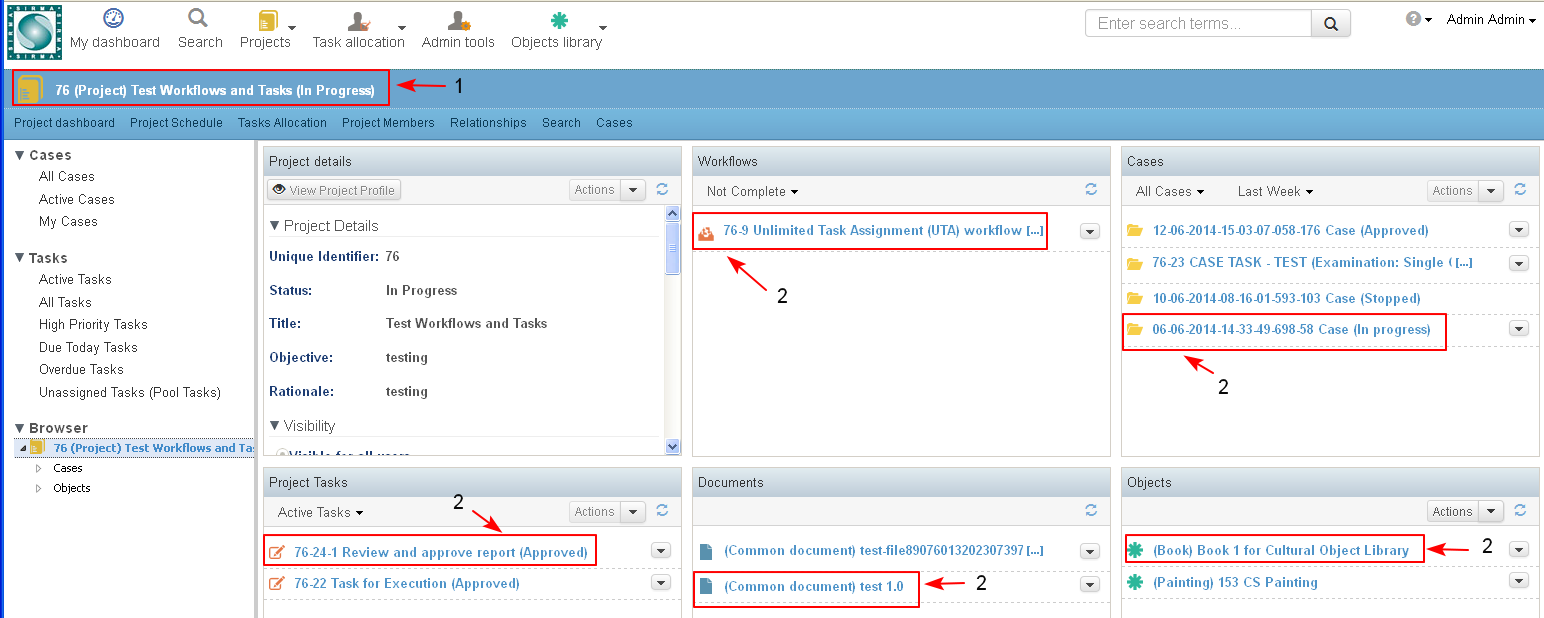 SIRMA
My dashboard
Search
Projects
Task allocation
Admin tools
Objects library
Enter search terms...
Admin Admin
76 (Project) Test Workflows and Tasks (In Progress)
1
Project dashboard Project Schedule Tasks Allocation Project Members Relationships Search Cases
Cases
All Cases
Active Cases
My Cases
Tasks
Active Tasks
All Tasks
High Priority Tasks
Due Today Tasks
Overdue Tasks
Unassigned Tasks (Pool Tasks)
Browser
76 (Project) Test Workflows and Ta
Cases
Objects
Project details
View Project Profile
Actions
Project Details
Unique Identifier: 76
Status: In Progress
Title: Test Workflows and Tasks
Objective: testing
Rationale: testing
Visibility
Visible for all users
Workflows
Not Complete
76-9 Unlimited Task Assignment (UTA) workflow [...]
2
Cases
All Cases Last Week Actions
12-06-2014-15-03-07-058-176 Case (Approved)
76-23 CASE TASK - TEST (Examination: Single [...]
10-06-2014-08-16-01-593-103 Case (Stopped)
06-06-2014-14-33-49-698-58 Case (In progress)
2
Project Tasks
Active Tasks
2
Actions
76-24-1 Review and approve report (Approved)
76-22 Task for Execution (Approved)
Documents
(Common document) test-file89076013202307397 [...]
(Common document) test 1.0
2
Objects
Actions
(Book) Book 1 for Cultural Object Library
2
(Painting) 153 CS Painting